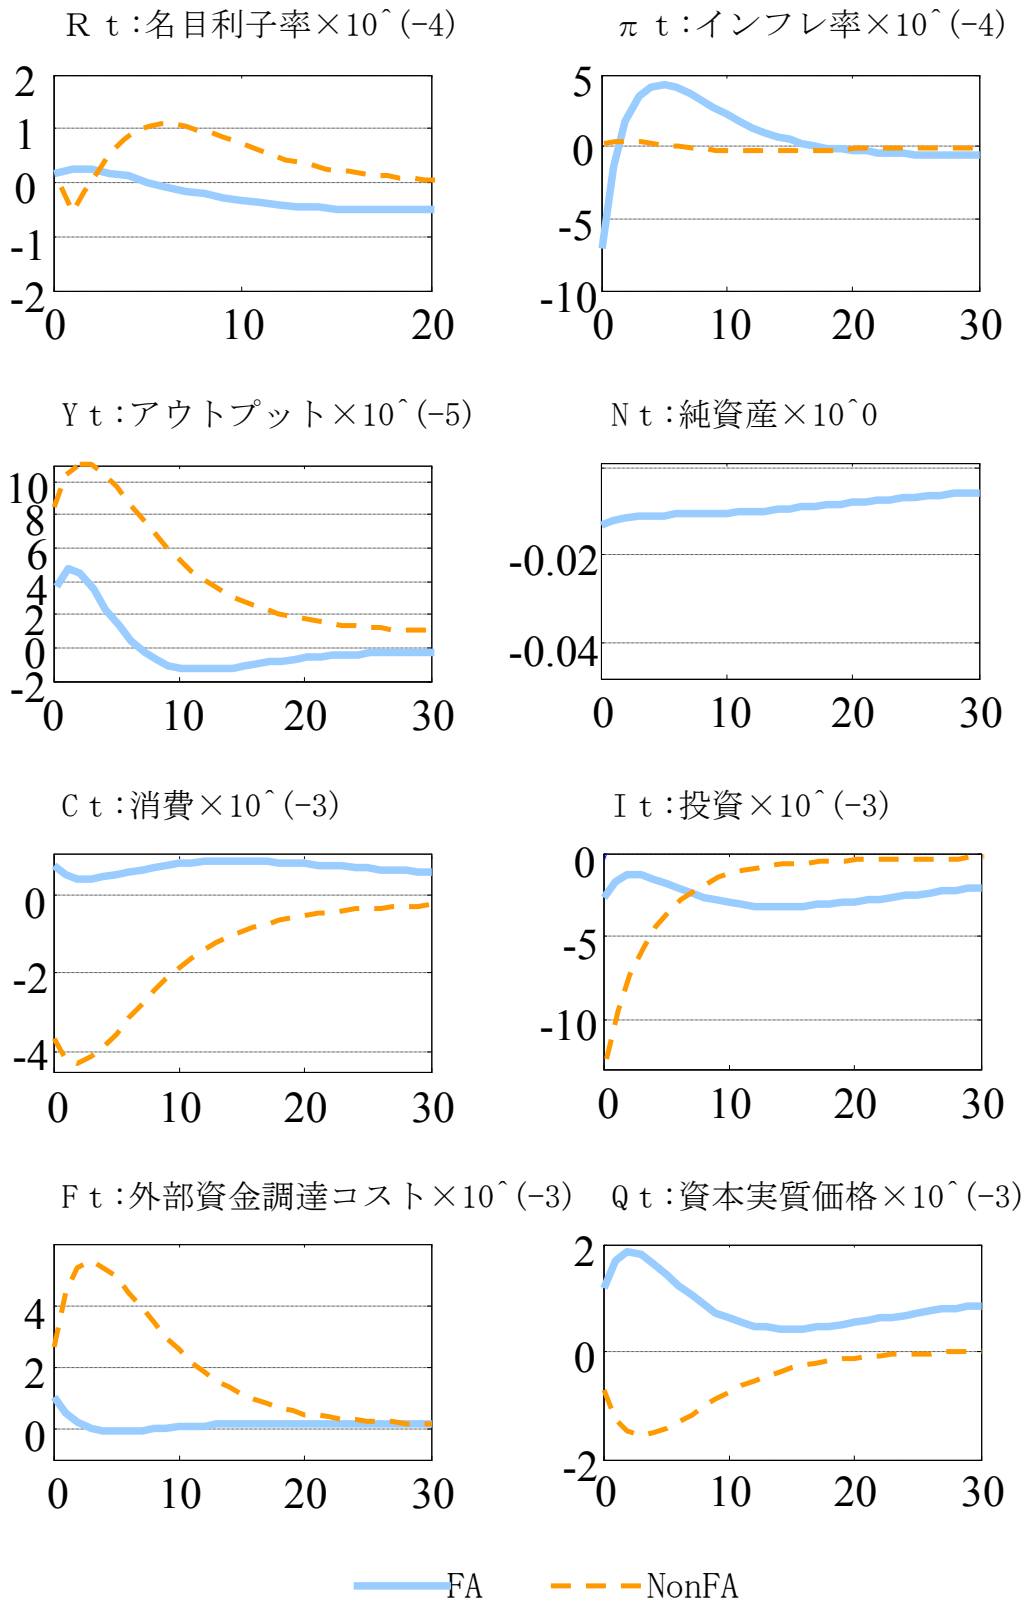 R t:名目利子率×10^(-4)
π t:インフレ率×10^(-4)
2
1
0
-1
-2
0 10 20
5
0
-5
-10
0 10 20 30
Y t:アウトプット×10^(-5)
N t:純資産×10^0
10
8
6
4
2
0
-2
0 10 20 30
-0.02
-0.04
0 10 20 30
C t:消費×10^(-3)
I t:投資×10^(-3)
0
-2
-4
0 10 20 30
0
-5
-10
0 10 20 30
F t:外部資金調達コスト×10^(-3)
Q t:資本実質価格×10^(-3)
4
2
0
0 10 20 30
2
0
-2
0 10 20 30
FA
NonFA